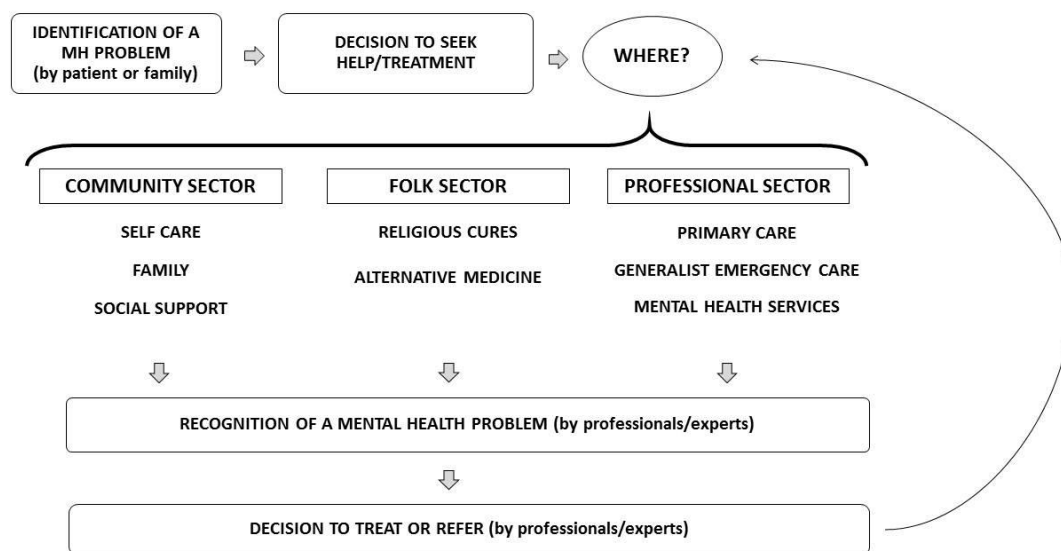 IDENTIFICATION OF A
MH PROBLEM
(by patient or family)
DECISION TO SEEK
HELP/TREATMENT
WHERE?
COMMUNITY SECTOR
SELF CARE
FAMILY
SOCIAL SUPPORT
FOLK SECTOR
RELIGIOUS CURES
ALTERNATIVE MEDICINE
PROFESSIONAL SECTOR
PRIMARY CARE
GENERALIST EMERGENCY CARE
MENTAL HEALTH SERVICES
RECOGNITION OF A MENTAL HEALTH PROBLEM (by professionals/experts)
DECISION TO TREAT OR REFER (by professionals/experts)